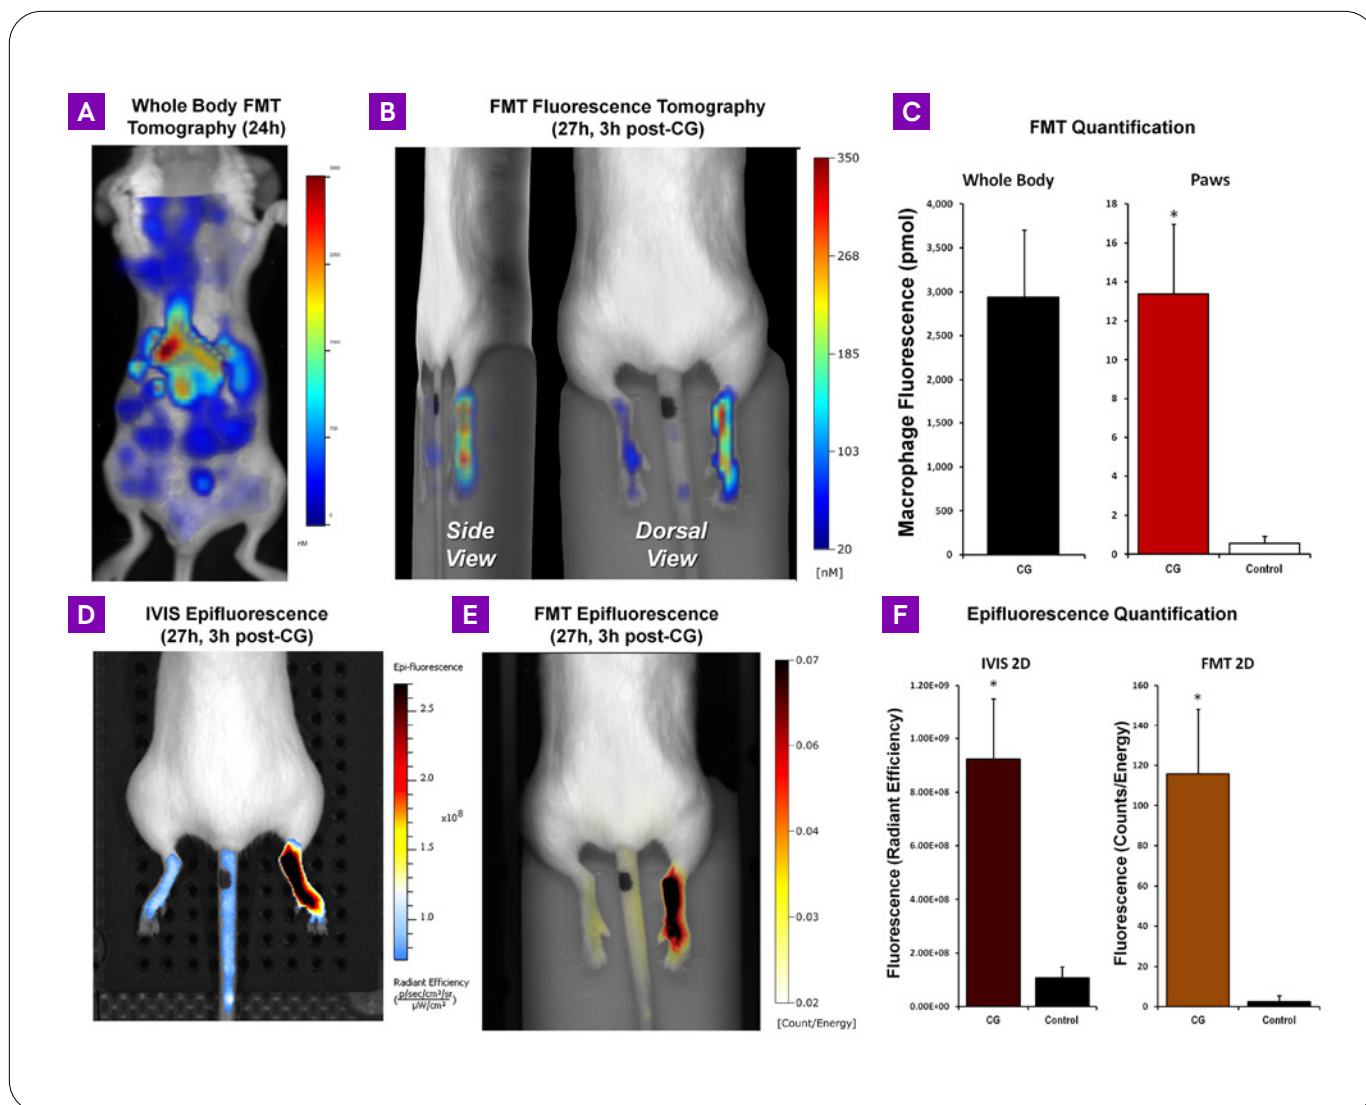 A
Whole Body FMT
Tomography (24h)
nM
B
FMT Fluorescence Tomography
(27h, 3h post-CG)
Side
View
Dorsal
View
350
268
185
103
20
[nM]
C
FMT Quantification
Whole Body
Macrophage Fluorescence (pmol)
4,000
3,500
3,000
2,500
2,000
1,500
1,000
500
0
CG
Paws
18
16
14
12
10
8
6
4
2
0
*
CG
Control
D
IVIS Epifluorescence
(27h, 3h post-CG)
Epi-fluorescence
2.5
2.0
x10⁸
1.5
1.0
Radiant Efficiency
(p/sec/cm²/sr
µW/cm²)
E
FMT Epifluorescence
(27h, 3h post-CG)
0.07
0.06
0.04
0.03
0.02
[Count/Energy]
F
Epifluorescence Quantification
IVIS 2D
Fluorescence (Radiant Efficiency)
1.20E+09
1.00E+09
8.00E+08
6.00E+08
4.00E+08
2.00E+08
0.00E+00
*
CG
Control
FMT 2D
Fluorescence (Counts/Energy)
160
140
120
100
80
60
40
20
0
*
CG
Control